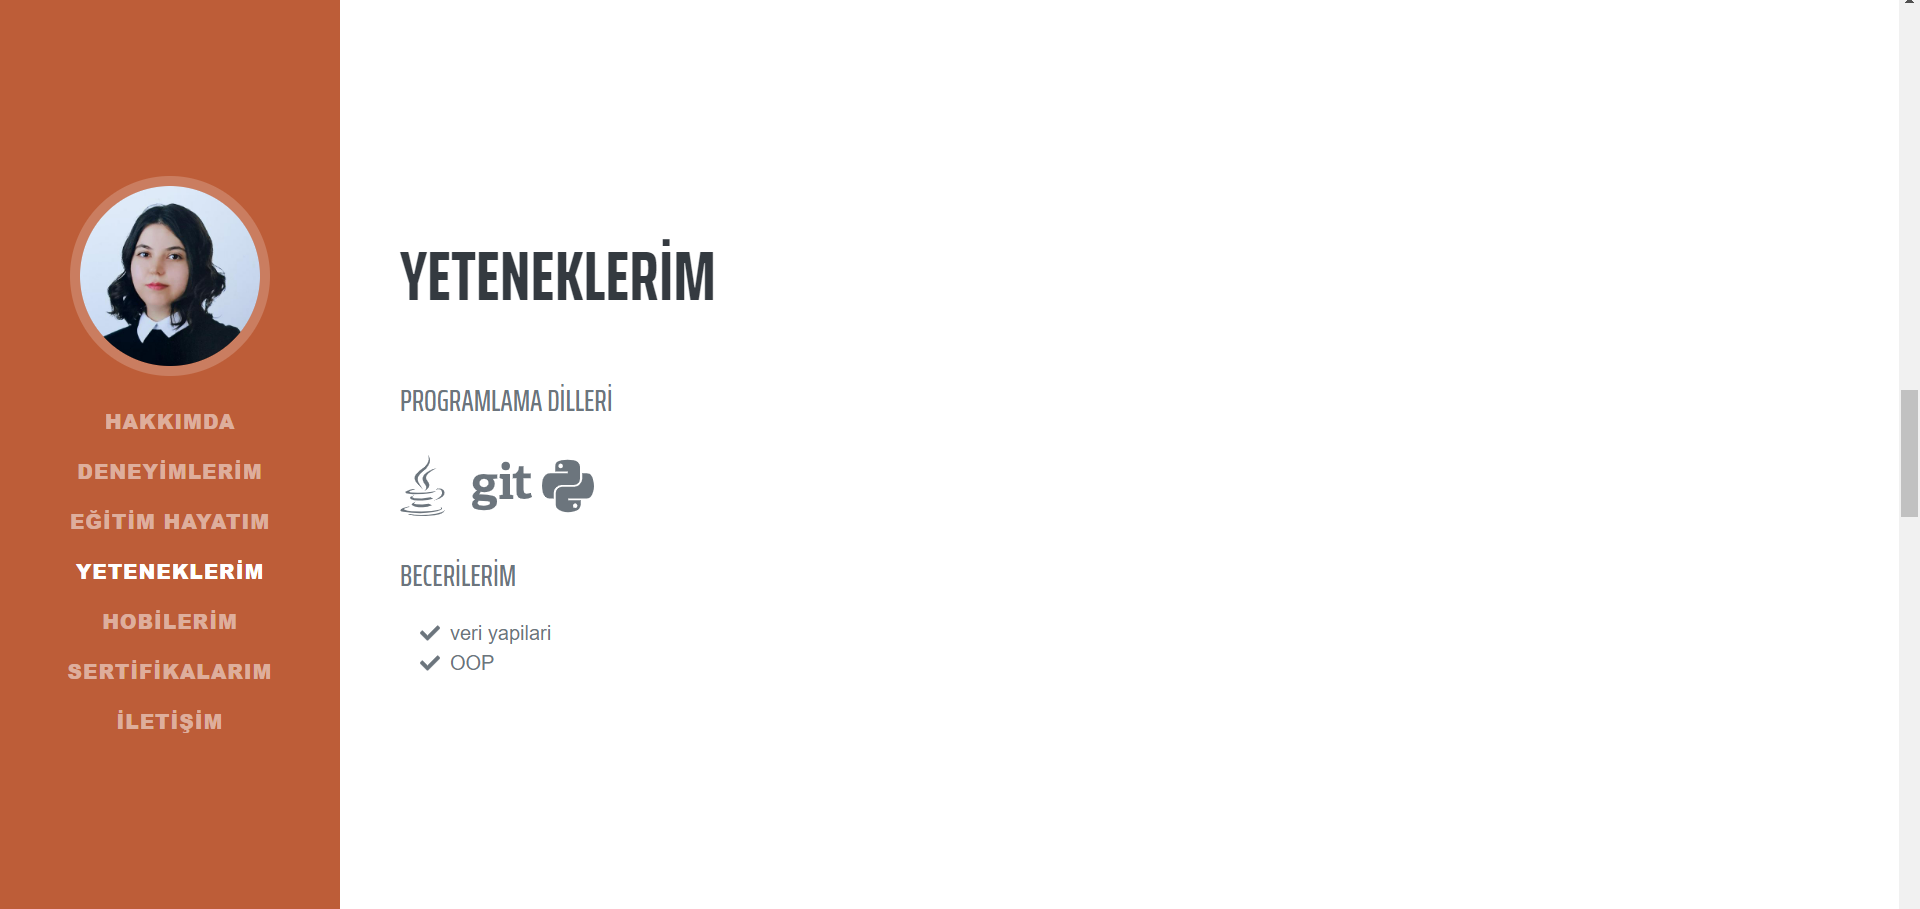 HAKKIMDA
DENEYİMLERİM
EĞİTİM HAYATIM
YETENEKLERİM
HOBİLERİM
SERTİFİKALARIM
İLETİŞİM
YETENEKLERİM
PROGRAMLAMA DİLLERİ
git
BECERİLERİM
veri yapilari
OOP